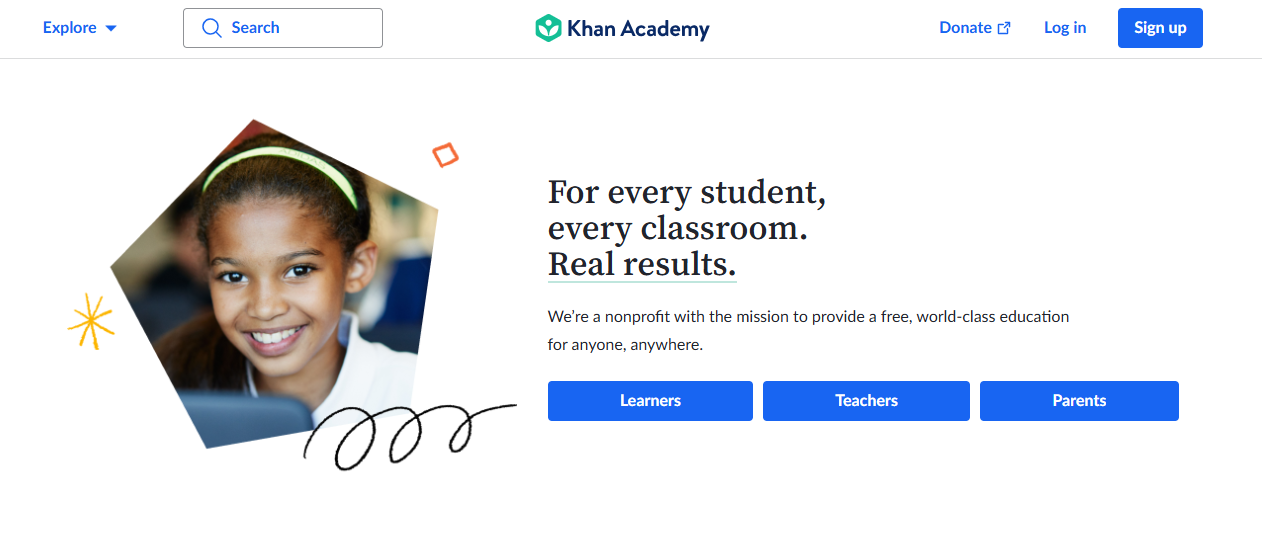 Explore
Search
Khan Academy
Donate
Log in
Sign up
For every student,
every classroom.
Real results.
We’re a nonprofit with the mission to provide a free, world-class education
for anyone, anywhere.
Learners
Teachers
Parents